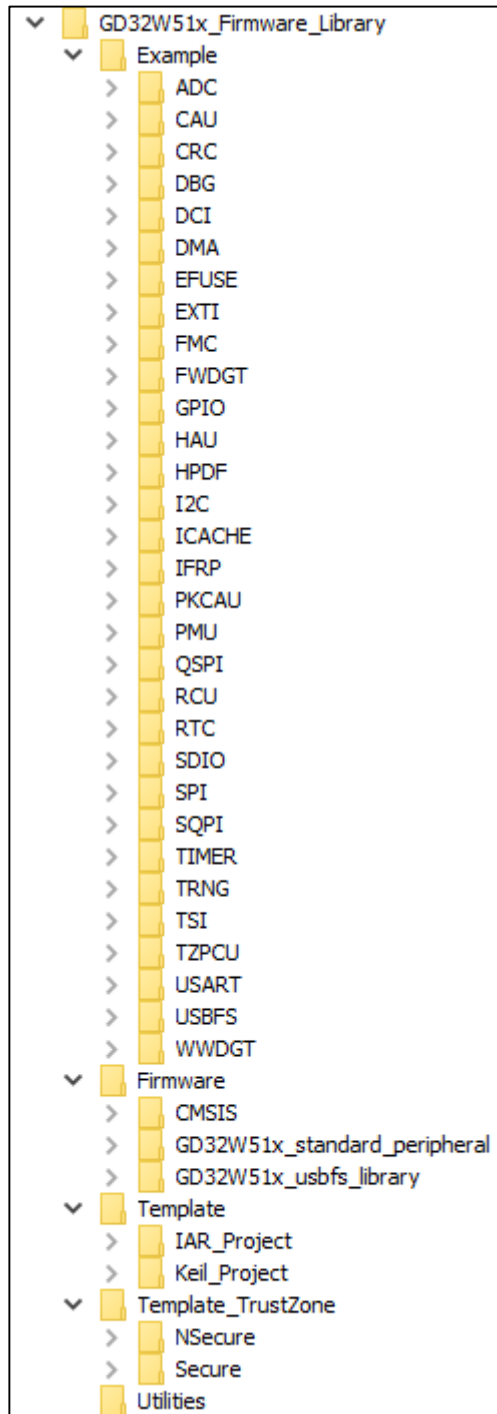 GD32W51x_Firmware_Library
Example
ADC
CAU
CRC
DBG
DCI
DMA
EFUSE
EXTI
FMC
FWDGT
GPIO
HAU
HPDF
I2C
ICACHE
IFRP
PKCAU
PMU
QSPI
RCU
RTC
SDIO
SPI
SQPI
TIMER
TRNG
TSI
TZPCU
USART
USBFS
WWDGT
Firmware
CMSIS
GD32W51x_standard_peripheral
GD32W51x_usbfs_library
Template
IAR_Project
Keil_Project
Template_TrustZone
NSecure
Secure
Utilities